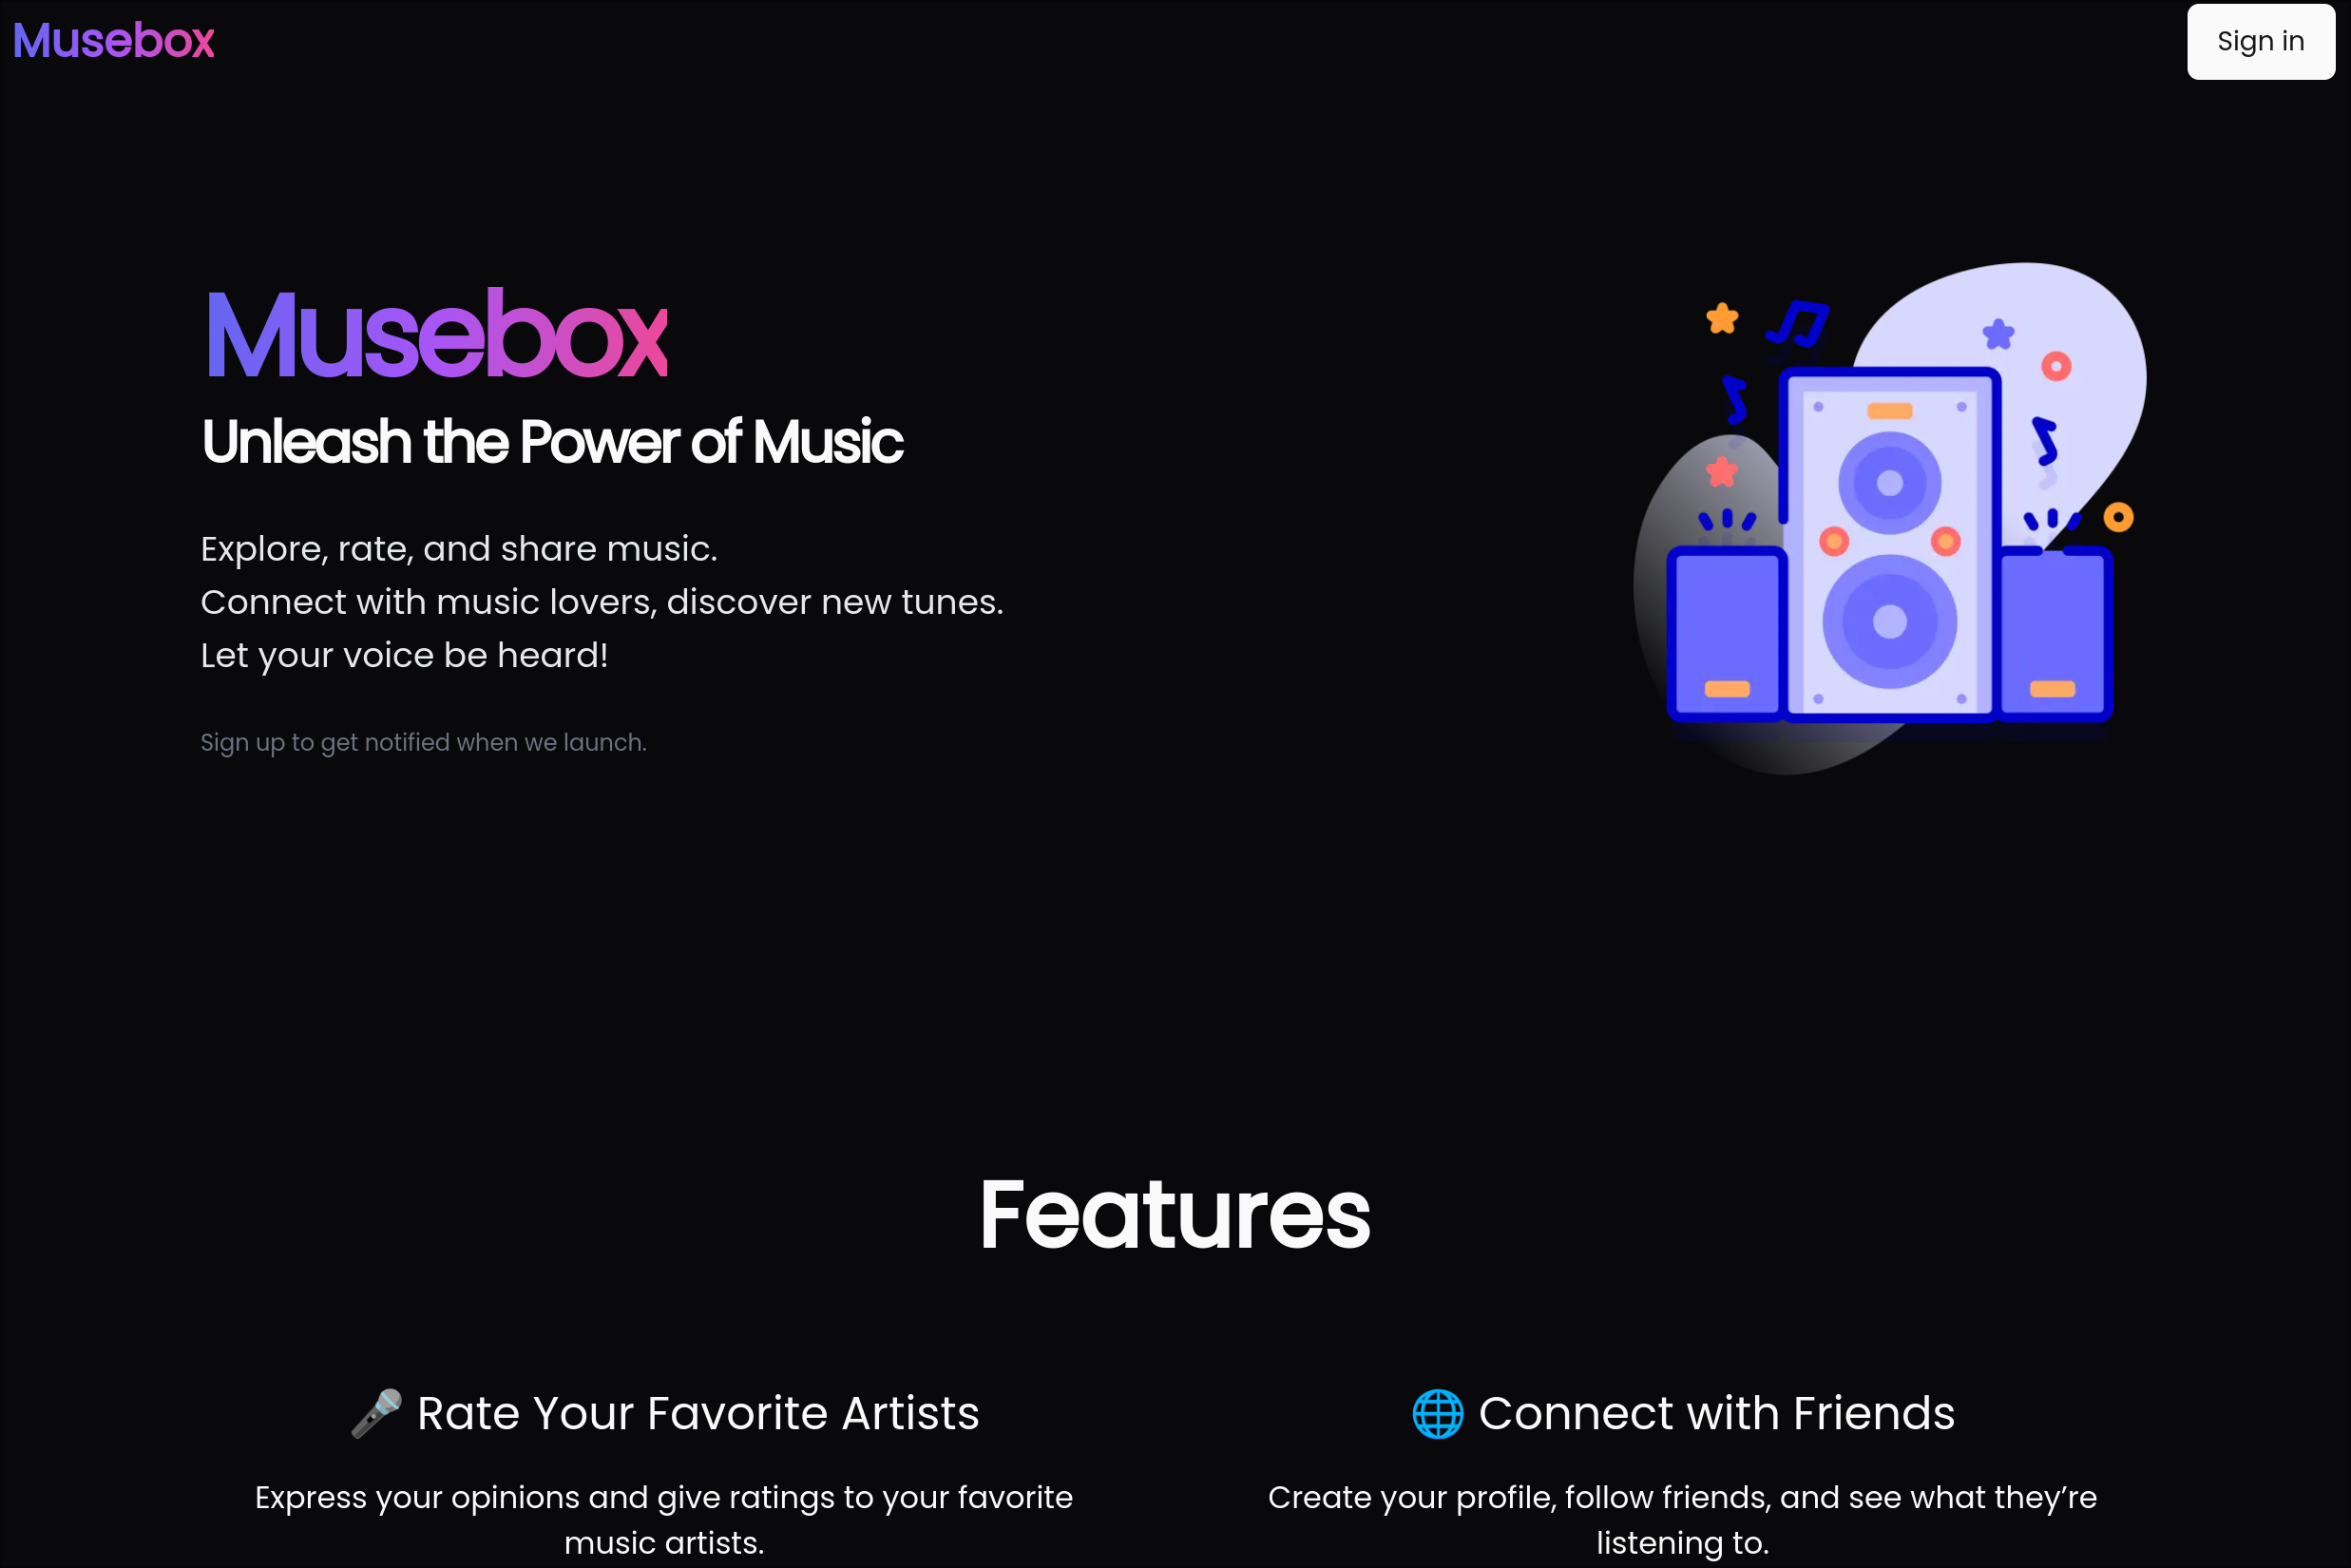 Musebox
Sign in
Musebox
Unleash the Power of Music
Explore, rate, and share music.
Connect with music lovers, discover new tunes.
Let your voice be heard!
Sign up to get notified when we launch.
Features
🎤 Rate Your Favorite Artists
Express your opinions and give ratings to your favorite
music artists.
🌐 Connect with Friends
Create your profile, follow friends, and see what they’re
listening to.